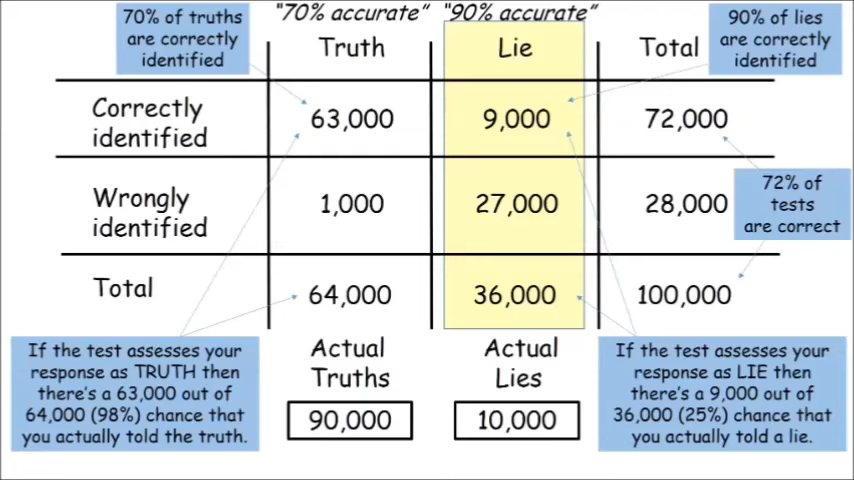 70% of truths
are correctly
identified
"70% accurate" "90% accurate"
90% of lies
are correctly
identified
Truth Lie Total
Correctly
identified
63,000 9,000 72,000
Wrongly
identified
1,000 27,000 28,000
72% of
tests
are correct
Total 64,000 36,000 100,000
If the test assesses your
response as TRUTH then
there's a 63,000 out of
64,000 (98%) chance that
you actually told the truth.
Actual
Truths
90,000
Actual
Lies
10,000
If the test assesses your
response as LIE then
there's a 9,000 out of
36,000 (25%) chance that
you actually told a lie.